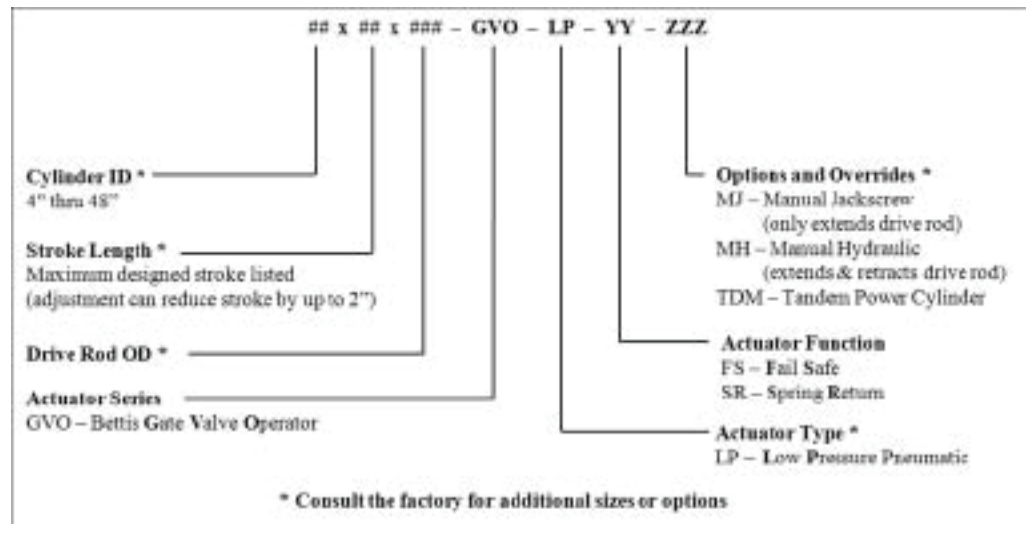 ## x ## x ### – GVO – LP – YY – ZZZ
Cylinder ID *
4” thru 48”
Stroke Length *
Maximum designed stroke listed
(adjustment can reduce stroke by up to 2”)
Drive Rod OD *
Actuator Series
GVO – Bettis Gate Valve Operator
Options and Overrides *
MJ – Manual Jackscrew
(only extends drive rod)
MH – Manual Hydraulic
(extends & retracts drive rod)
TDM – Tandem Power Cylinder
Actuator Function
FS – Fail Safe
SR – Spring Return
Actuator Type *
LP – Low Pressure Pneumatic
* Consult the factory for additional sizes or options